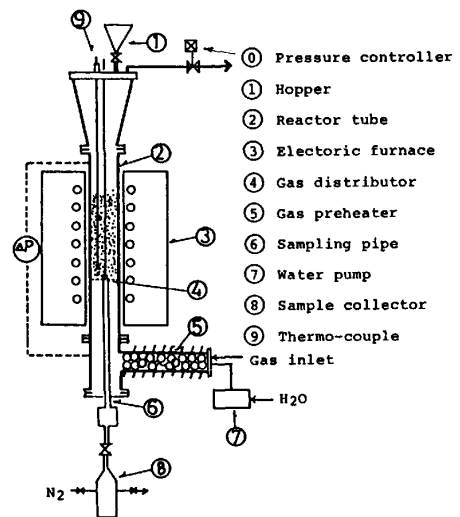 ⑨
①
⓪ Pressure controller
① Hopper
② Reactor tube
③ Electoric furnace
④ Gas distributor
⑤ Gas preheater
⑥ Sampling pipe
⑦ Water pump
⑧ Sample collector
⑨ Thermo-couple
②
ΔP
③
④
⑤
Gas inlet
⑥
H2O
⑦
⑧
N2